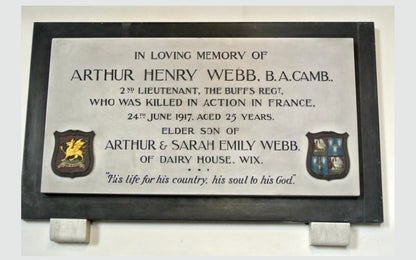 IN LOVING MEMORY OF
ARTHUR HENRY WEBB, B.A.CAMB.,
2ND LIEUTENANT, THE BUFFS REGT,
WHO WAS KILLED IN ACTION IN FRANCE,
24TH JUNE 1917, AGED 25 YEARS.
ELDER SON OF
ARTHUR & SARAH EMILY WEBB,
OF DAIRY HOUSE, WIX.
"His life for his country, his soul to his God."